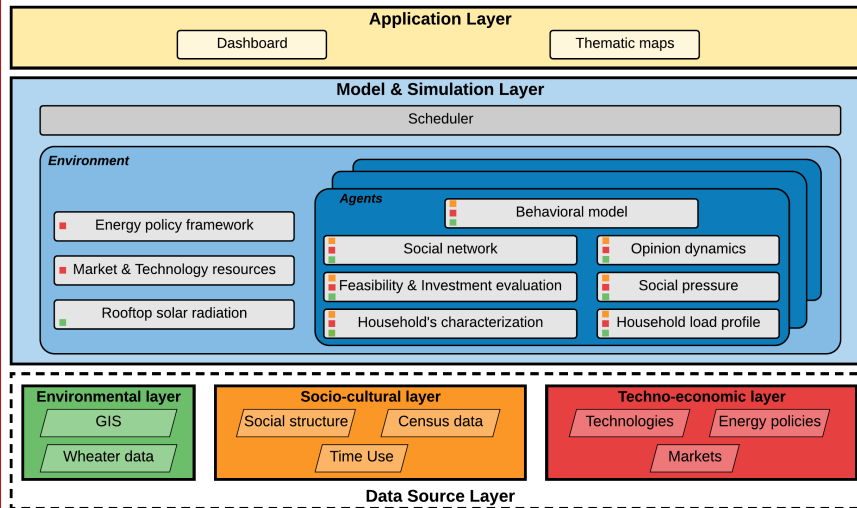 Application Layer
Dashboard
Thematic maps
Model & Simulation Layer
Scheduler
Environment
Agents
Behavioral model
Energy policy framework
Social network
Opinion dynamics
Market & Technology resources
Feasibility & Investment evaluation
Social pressure
Rooftop solar radiation
Household's characterization
Household load profile
Environmental layer
GIS
Wheater data
Socio-cultural layer
Social structure
Census data
Time Use
Techno-economic layer
Technologies
Energy policies
Markets
Data Source Layer